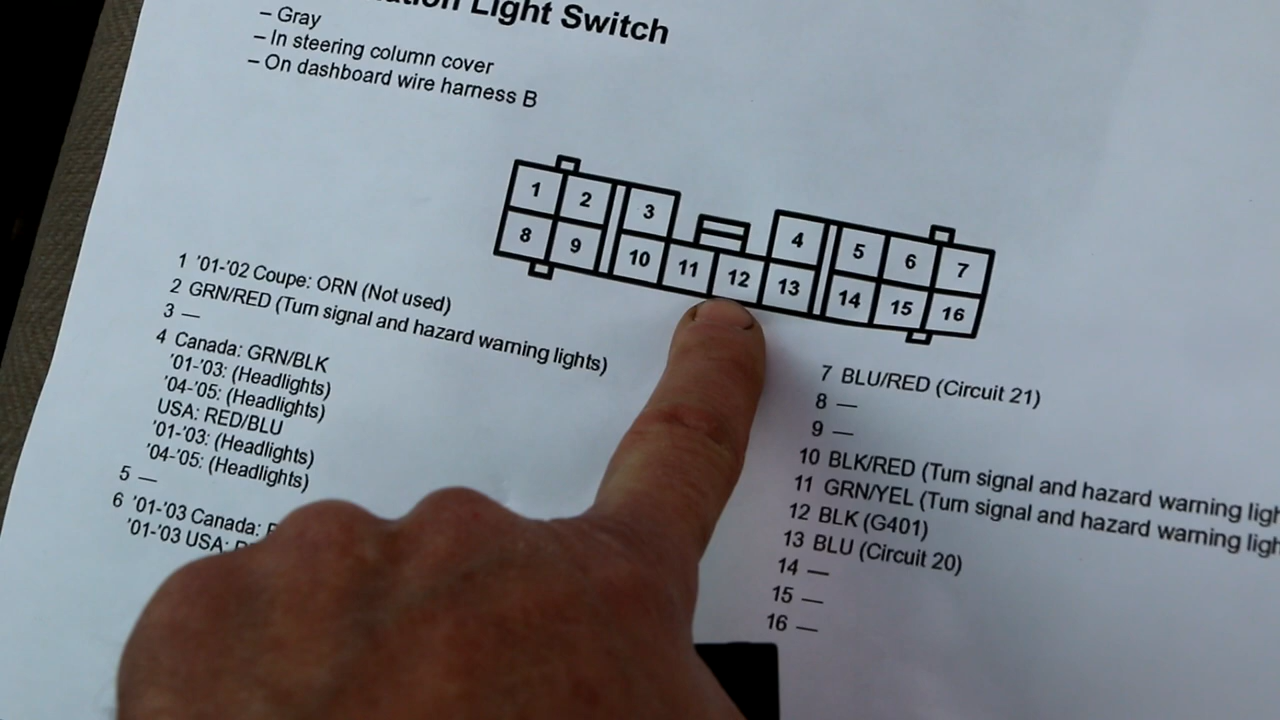 Light Switch
– Gray
– In steering column cover
– On dashboard wire harness B
1 2 3 4 5 6 7
8 9 10 11 12 13 14 15 16
1 '01-'02 Coupe: ORN (Not used)
2 GRN/RED (Turn signal and hazard warning lights)
3 —
4 Canada: GRN/BLK
'01-'03: (Headlights)
'04-'05: (Headlights)
USA: RED/BLU
'01-'03: (Headlights)
'04-'05: (Headlights)
5 —
6 '01-'03 Canada:
'01-'03 USA:
7 BLU/RED (Circuit 21)
8 —
9 —
10 BLK/RED (Turn signal and hazard warning
11 GRN/YEL (Turn signal and hazard warning
12 BLK (G401)
13 BLU (Circuit 20)
14 —
15 —
16 —